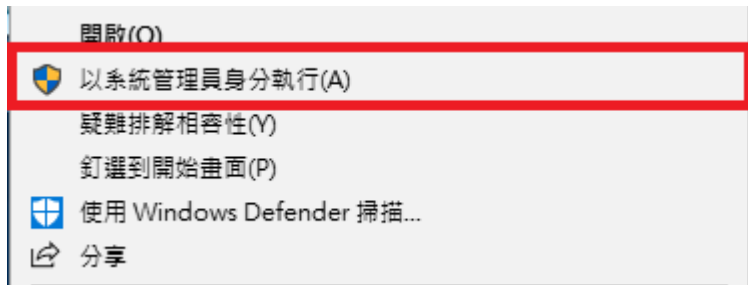 開啟(O)
以系統管理員身分執行(A)
疑難排解相容性(Y)
釘選到開始畫面(P)
使用 Windows Defender 掃描...
分享